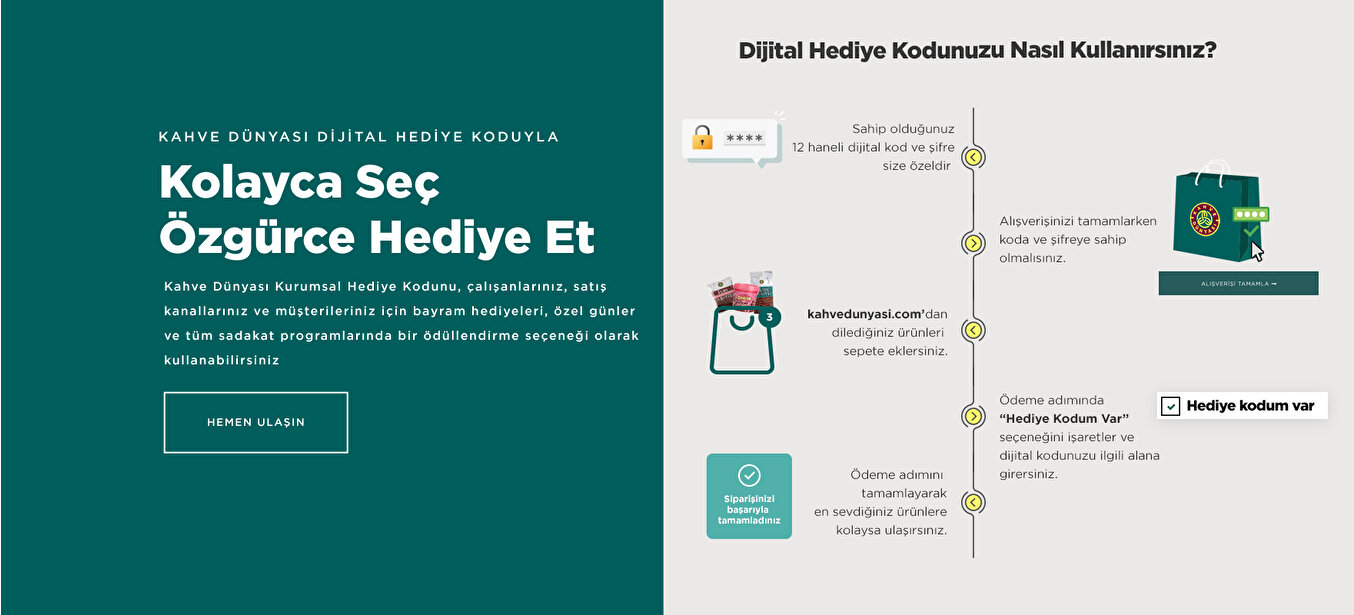 KAHVE DÜNYASI DİJİTAL HEDİYE KODUYLA
Kolayca Seç
Özgürce Hediye Et
Kahve Dünyası Kurumsal Hediye Kodunu, çalışanlarınız, satış
kanallarınız ve müşterileriniz için bayram hediyeleri, özel günler
ve tüm sadakat programlarında bir ödüllendirme seçeneği olarak
kullanabilirsiniz
HEMEN ULAŞIN
Dijital Hediye Kodunuzu Nasıl Kullanırsınız?
****
Sahip olduğunuz
12 haneli dijital kod ve şifre
size özeldir
Alışverişinizi tamamlarken
koda ve şifreye sahip
olmalısınız.
KAHVE DÜNYASI
ALIŞVERİŞİ TAMAMLA →
3
kahvedunyasi.com’dan
dilediğiniz ürünleri
sepete eklersiniz.
Ödeme adımında
“Hediye Kodum Var”
seçeneğini işaretler ve
dijital kodunuzu ilgili alana
girersiniz.
Hediye kodum var
Siparişinizi
başarıyla
tamamladınız
Ödeme adımını
tamamlayarak
en sevdiğiniz ürünlere
kolaysa ulaşırsınız.